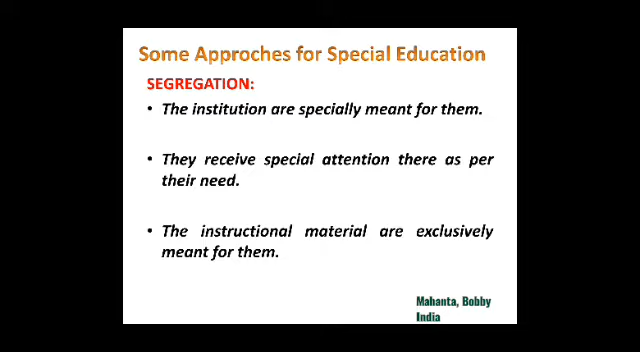 Some Approches for Special Education
SEGREGATION:
• The institution are specially meant for them.
• They receive special attention there as per
their need.
• The instructional material are exclusively
meant for them.
Mahanta, Bobby
India